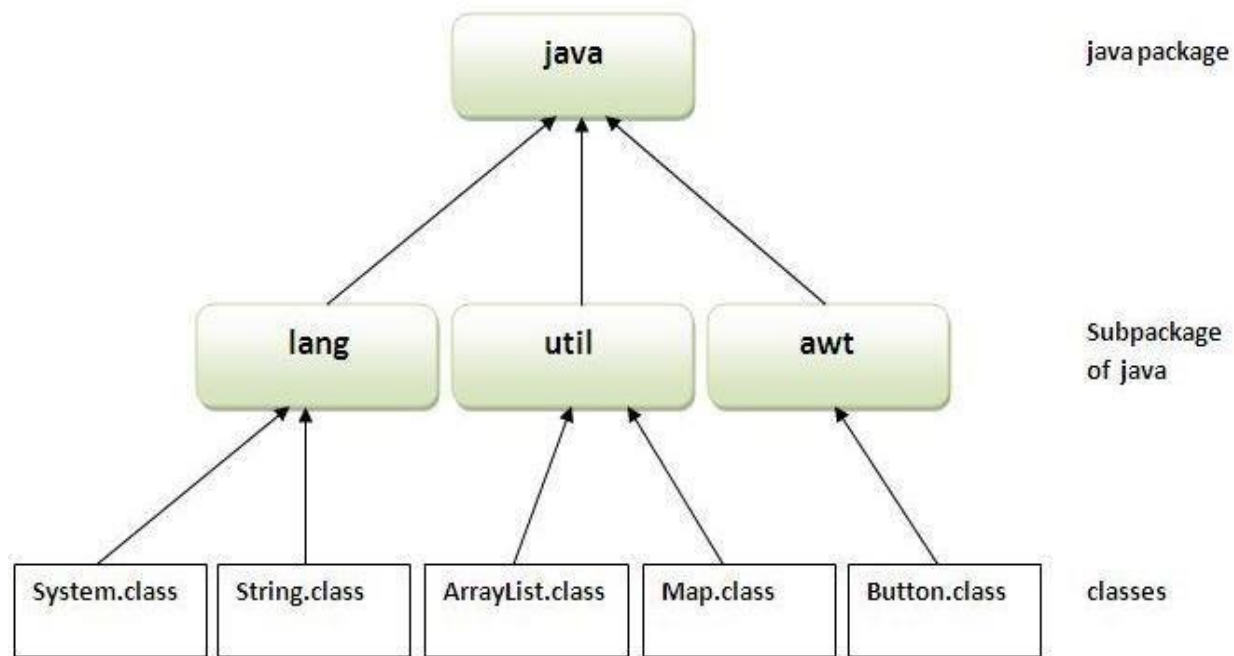 java
java package
lang
util
awt
Subpackage
of java
System.class
String.class
ArrayList.class
Map.class
Button.class
classes